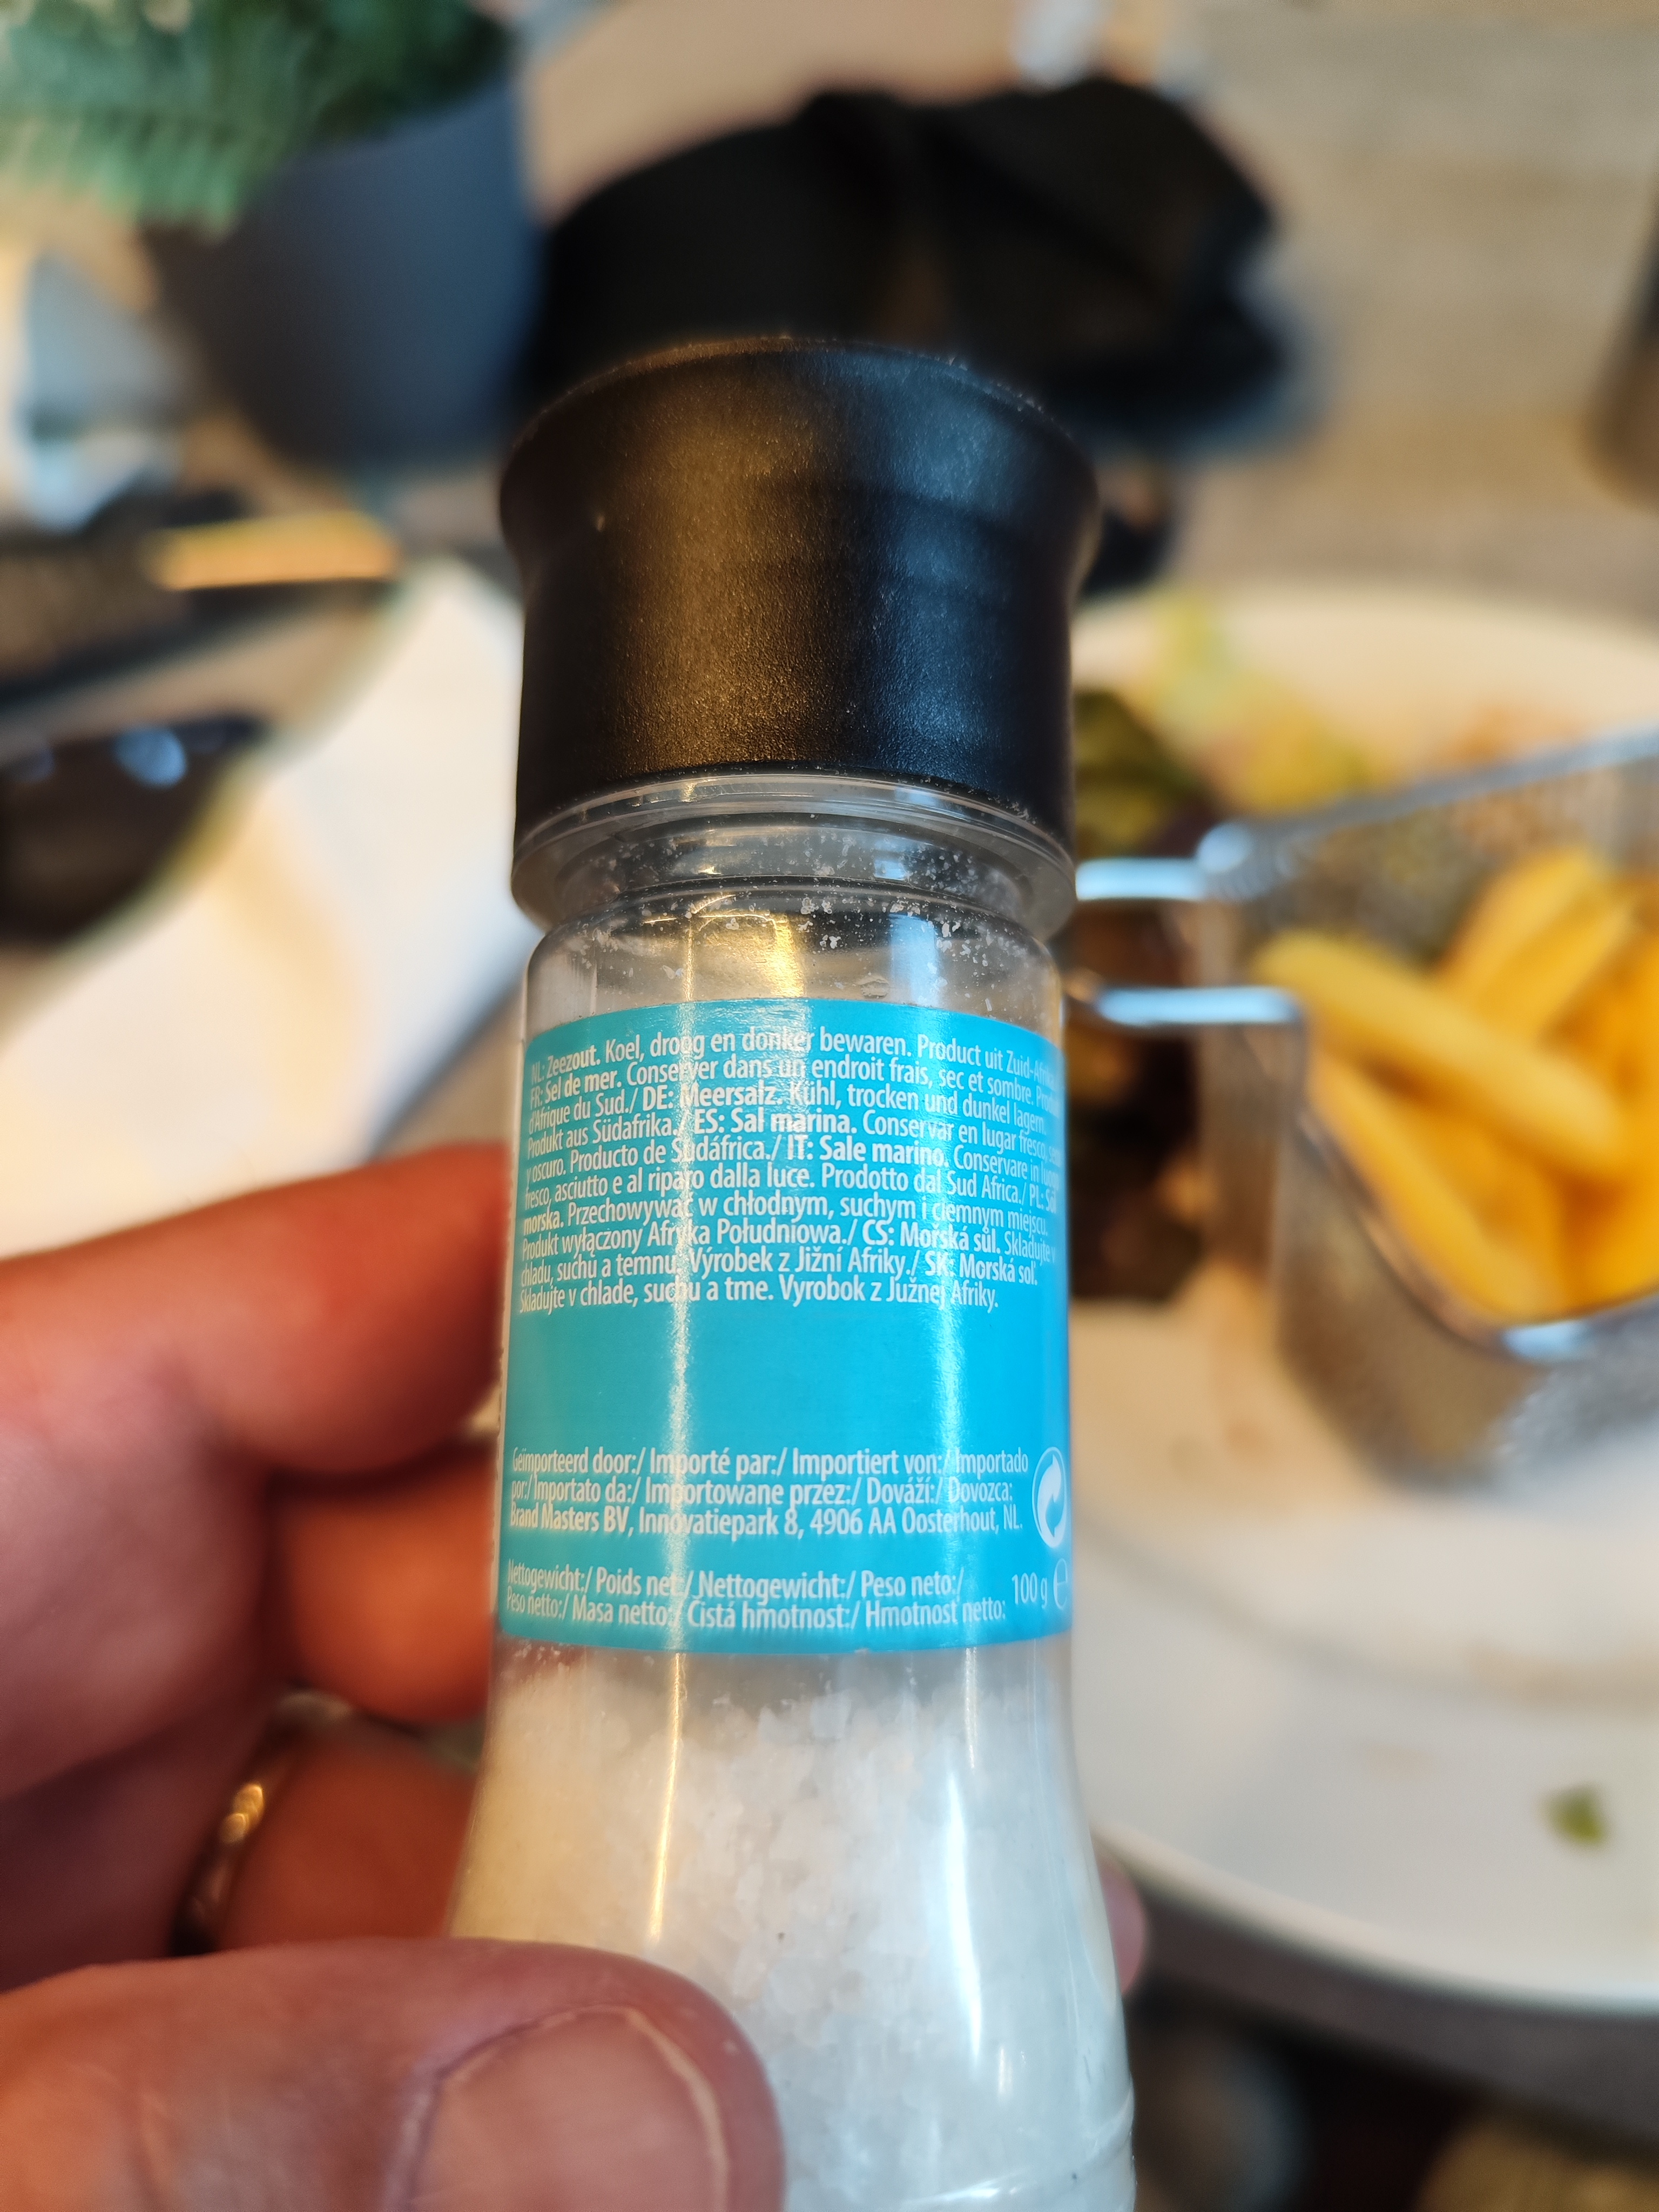 NL: Zeezout. Koel, droog en donker bewaren. Product uit Zuid-Afrika
FR: Sel de mer. Conserver dans un endroit frais, sec et sombre.
d'Afrique du Sud./ DE: Meersalz. Kühl, trocken und dunkel lagern.
Produkt aus Südafrika./ ES: Sal marina. Conservar en lugar fresco,
y oscuro. Producto de Sudáfrica./ IT: Sale marino. Conservare in
fresco, asciutto e al riparo dalla luce. Prodotto dal Sud Africa./ PL: Sól
morska. Przechowywać w chłodnym, suchym i ciemnym miejscu.
Produkt wyłączony Afryka Południowa./ CS: Mořská sůl. Skladujte v
chladu, suchu a temnu. Výrobek z Jižní Afriky./ SK: Morská soľ.
Skladujte v chlade, suchu a tme. Vyrobok z Južnej Afriky.
Geïmporteerd door:/ Importé par:/ Importiert von:/ Importado
por:/ Importato da:/ Importowane przez:/ Dováží:/ Dovozca:
Brand Masters BV, Innovatiepark 8, 4906 AA Oosterhout, NL.
Nettogewicht:/ Poids net:/ Nettogewicht:/ Peso neto:/
Peso netto:/ Masa netto:/ Čistá hmotnost:/ Hmotnosť netto: 100 g ℮